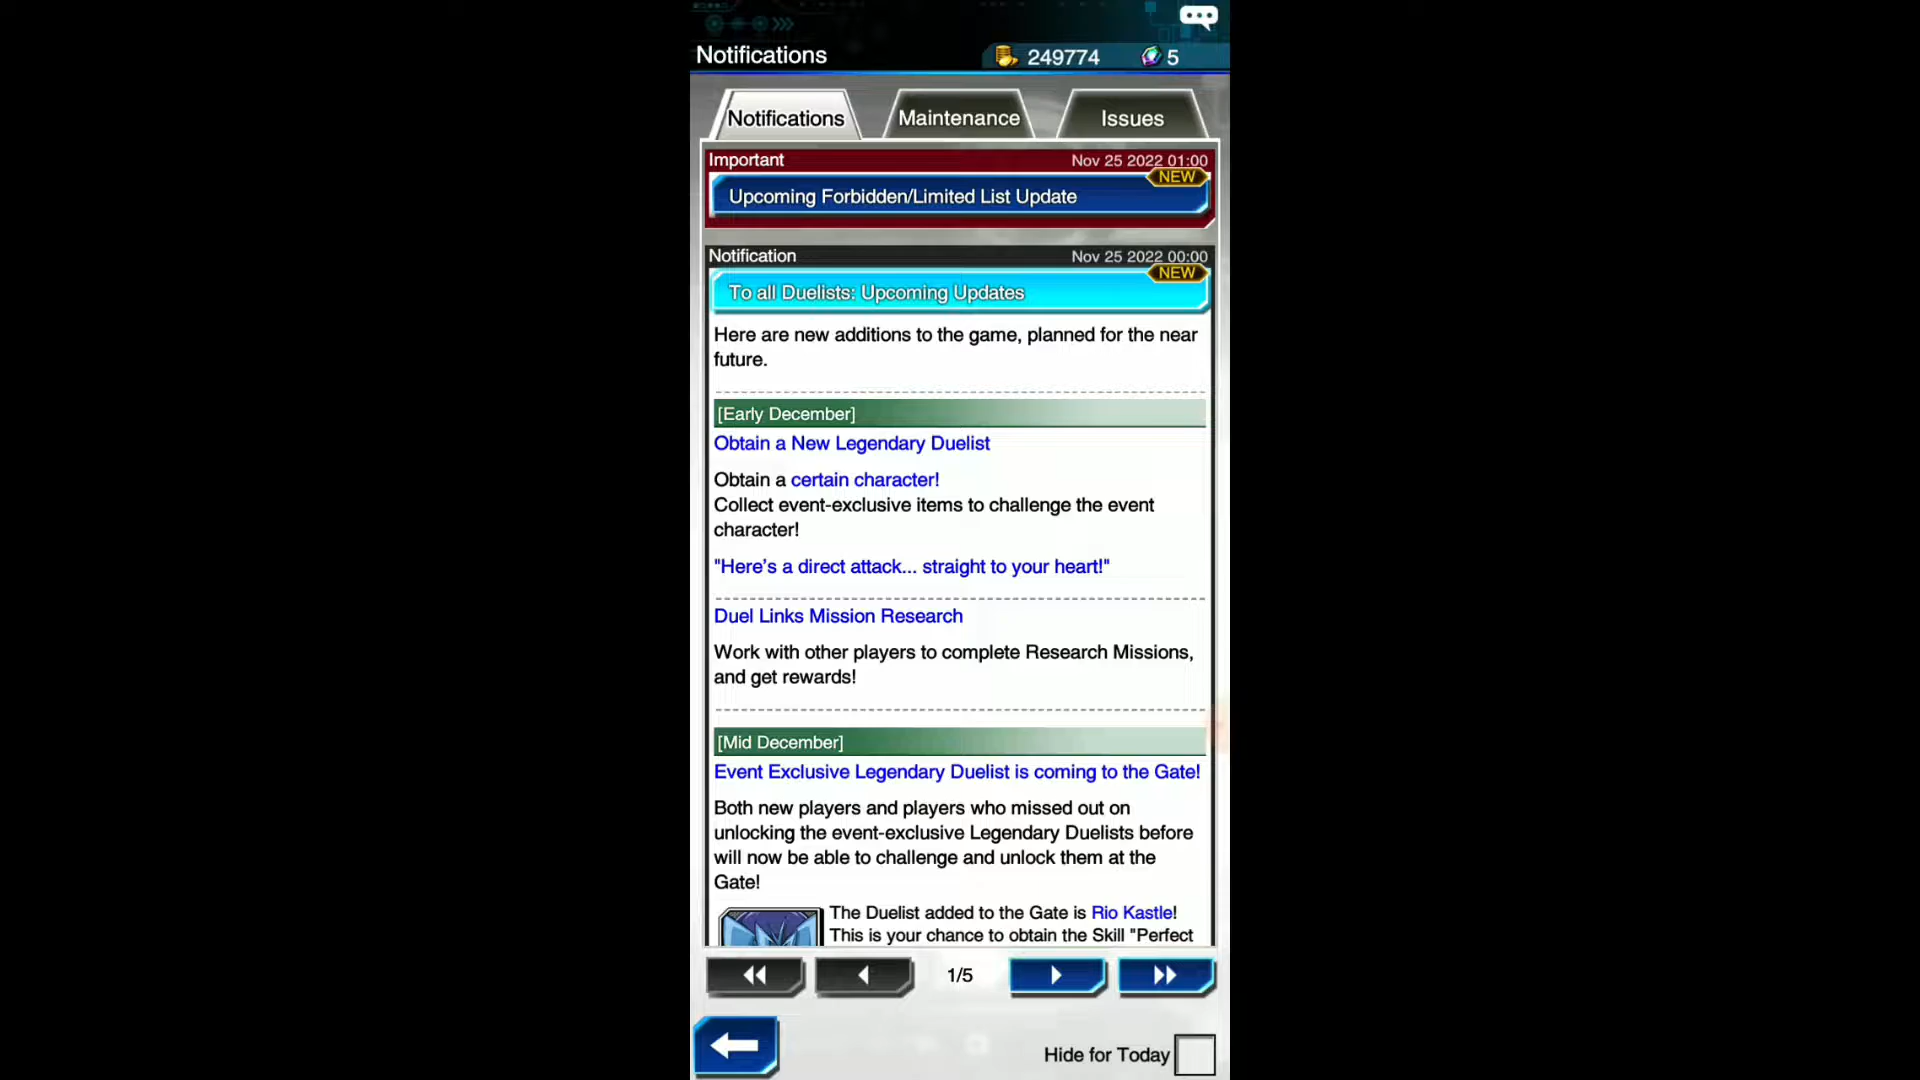 Notifications
249774
5
Notifications
Maintenance
Issues
Important
Nov 25 2022 01:00
NEW
Upcoming Forbidden/Limited List Update
Notification
Nov 25 2022 00:00
NEW
To all Duelists: Upcoming Updates
Here are new additions to the game, planned for the near
future.
[Early December]
Obtain a New Legendary Duelist
Obtain a certain character!
Collect event-exclusive items to challenge the event
character!
"Here's a direct attack... straight to your heart!"
Duel Links Mission Research
Work with other players to complete Research Missions,
and get rewards!
[Mid December]
Event Exclusive Legendary Duelist is coming to the Gate!
Both new players and players who missed out on
unlocking the event-exclusive Legendary Duelists before
will now be able to challenge and unlock them at the
Gate!
The Duelist added to the Gate is Rio Kastle!
This is your chance to obtain the Skill "Perfect
1/5
Hide for Today